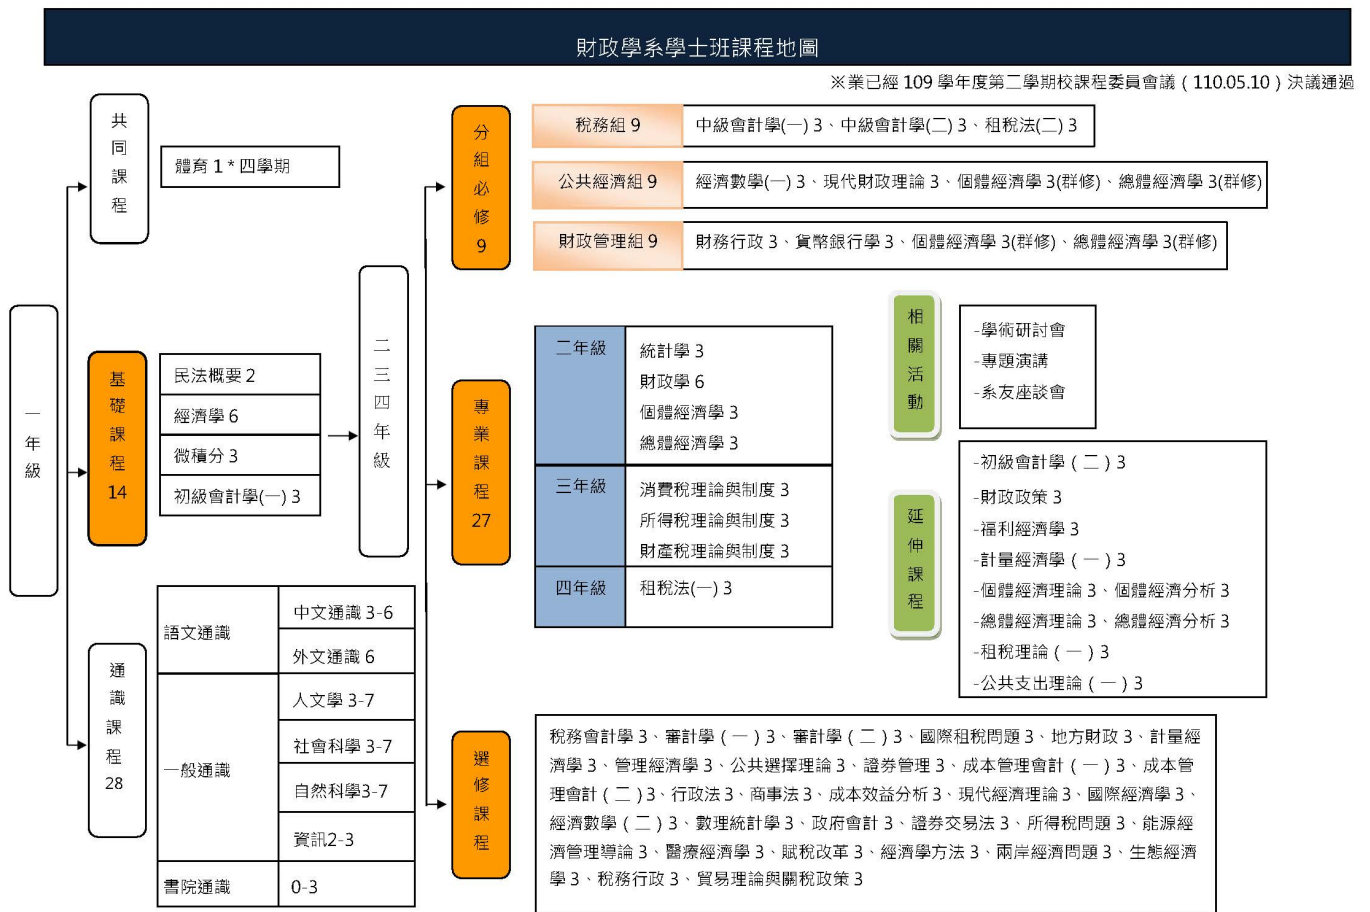 財政學系學士班課程地圖
※業已經 109 學年度第二學期校課程委員會議（110.05.10）決議通過
一年級
共同課程
體育 1 * 四學期
基礎課程 14
民法概要 2
經濟學 6
微積分 3
初級會計學(一) 3
通識課程 28
語文通識
中文通識 3-6
外文通識 6
一般通識
人文學 3-7
社會科學 3-7
自然科學3-7
資訊2-3
書院通識
0-3
二三四年級
分組必修 9
稅務組 9
中級會計學(一) 3、中級會計學(二) 3、租稅法(二) 3
公共經濟組 9
經濟數學(一) 3、現代財政理論 3、個體經濟學 3(群修)、總體經濟學 3(群修)
財政管理組 9
財務行政 3、貨幣銀行學 3、個體經濟學 3(群修)、總體經濟學 3(群修)
專業課程 27
二年級
統計學 3
財政學 6
個體經濟學 3
總體經濟學 3
三年級
消費稅理論與制度 3
所得稅理論與制度 3
財產稅理論與制度 3
四年級
租稅法(一) 3
相關活動
-學術研討會
-專題演講
-系友座談會
延伸課程
-初級會計學（二）3
-財政政策 3
-福利經濟學 3
-計量經濟學（一）3
-個體經濟理論 3、個體經濟分析 3
-總體經濟理論 3、總體經濟分析 3
-租稅理論（一）3
-公共支出理論（一）3
選修課程
稅務會計學 3、審計學（一）3、審計學（二）3、國際租稅問題 3、地方財政 3、計量經
濟學 3、管理經濟學 3、公共選擇理論 3、證券管理 3、成本管理會計（一）3、成本管
理會計（二）3、行政法 3、商事法 3、成本效益分析 3、現代經濟理論 3、國際經濟學 3、
經濟數學（二）3、數理統計學 3、政府會計 3、證券交易法 3、所得稅問題 3、能源經
濟管理導論 3、醫療經濟學 3、賦稅改革 3、經濟學方法 3、兩岸經濟問題 3、生態經濟
學 3、稅務行政 3、貿易理論與關稅政策 3